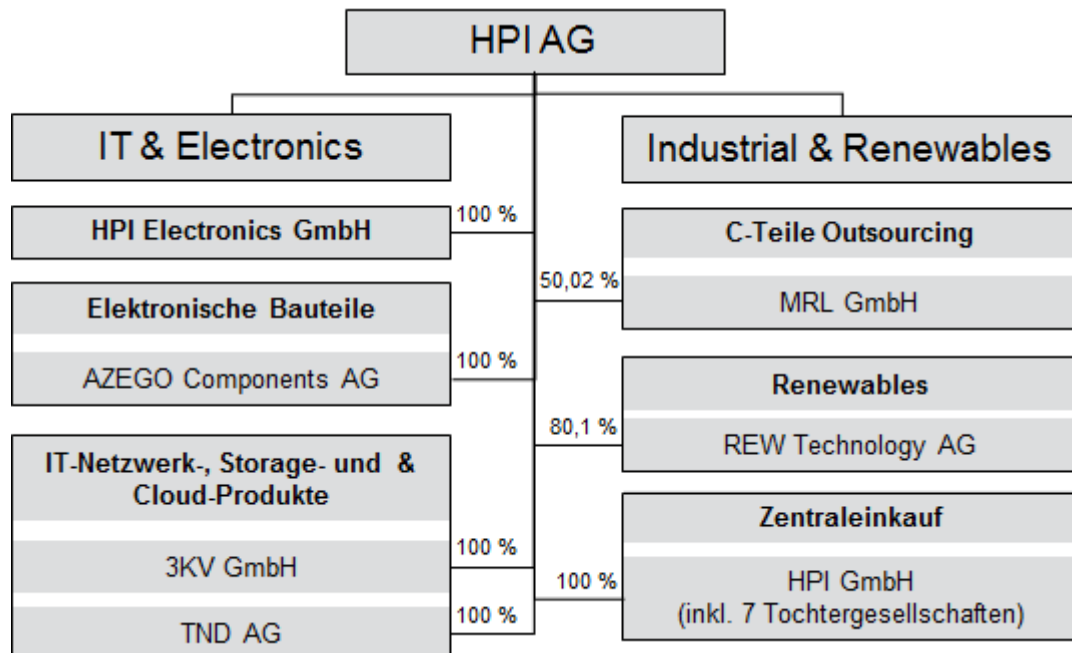 HPI AG
IT & Electronics
HPI Electronics GmbH
100 %
Elektronische Bauteile
AZEGO Components AG
100 %
IT-Netzwerk-, Storage- und &
Cloud-Produkte
3KV GmbH
100 %
TND AG
100 %
Industrial & Renewables
C-Teile Outsourcing
50,02 %
MRL GmbH
Renewables
80,1 %
REW Technology AG
Zentraleinkauf
100 %
HPI GmbH
(inkl. 7 Tochtergesellschaften)